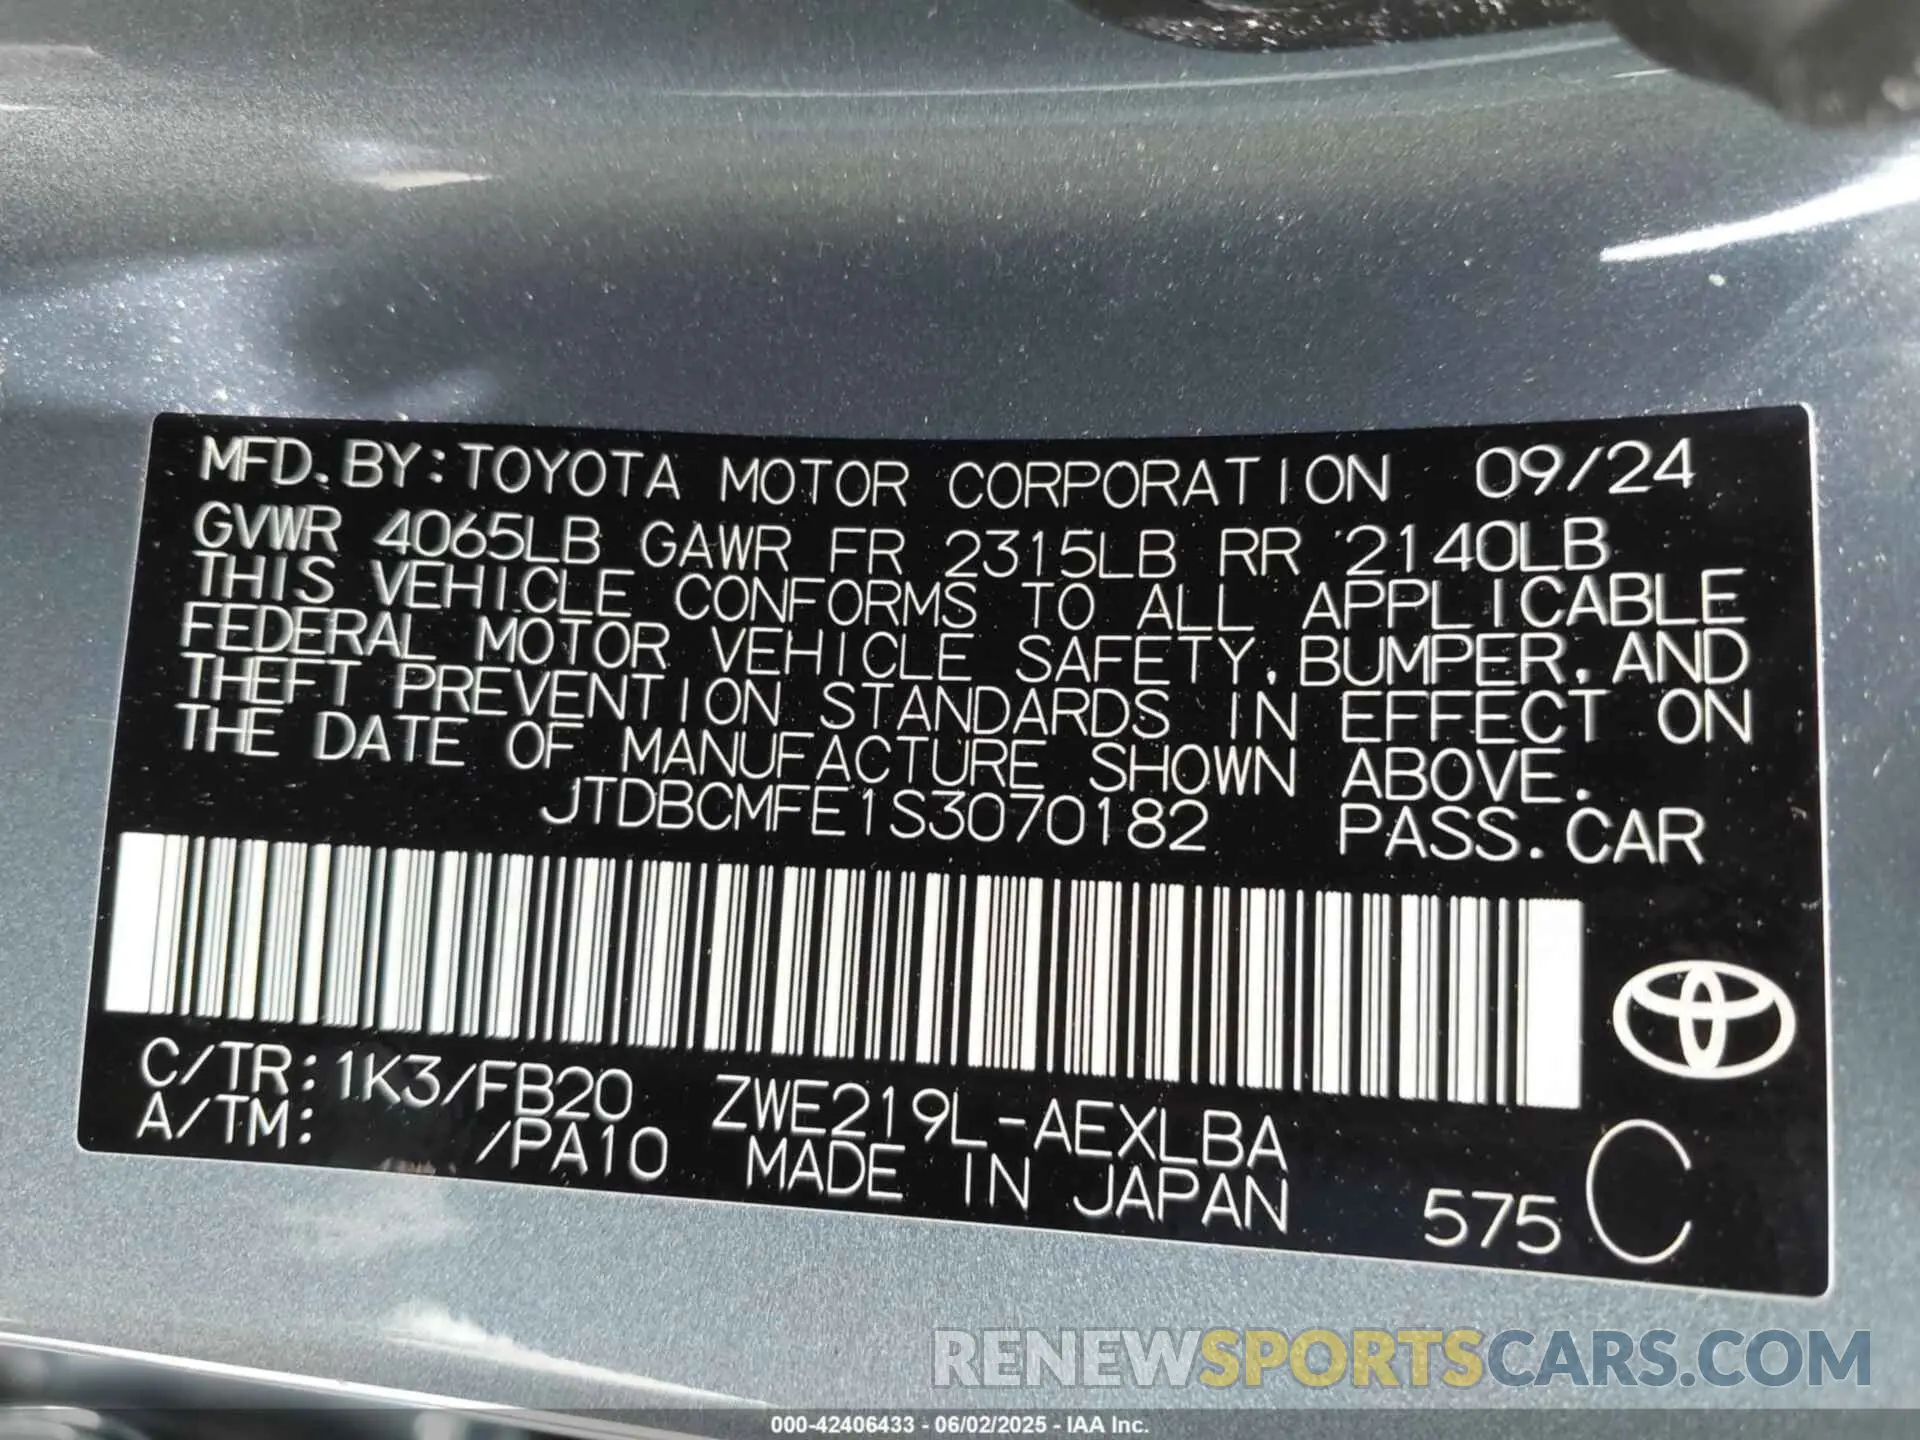 MFD. BY: TOYOTA MOTOR CORPORATION 09/24
GVWR 4065LB GAWR FR 2315LB RR 2140LB
THIS VEHICLE CONFORMS TO ALL APPLICABLE
FEDERAL MOTOR VEHICLE SAFETY, BUMPER, AND
THEFT PREVENTION STANDARDS IN EFFECT ON
THE DATE OF MANUFACTURE SHOWN ABOVE.
JTDBCMFE1S3070182 PASS. CAR
C/TR: 1K3/FB20 ZWE219L-AEXLBA
A/TM: /PA10 MADE IN JAPAN 575 C
RENEWSPORTSCARS.COM
000-42406433 - 06/02/2025 - IAA Inc.